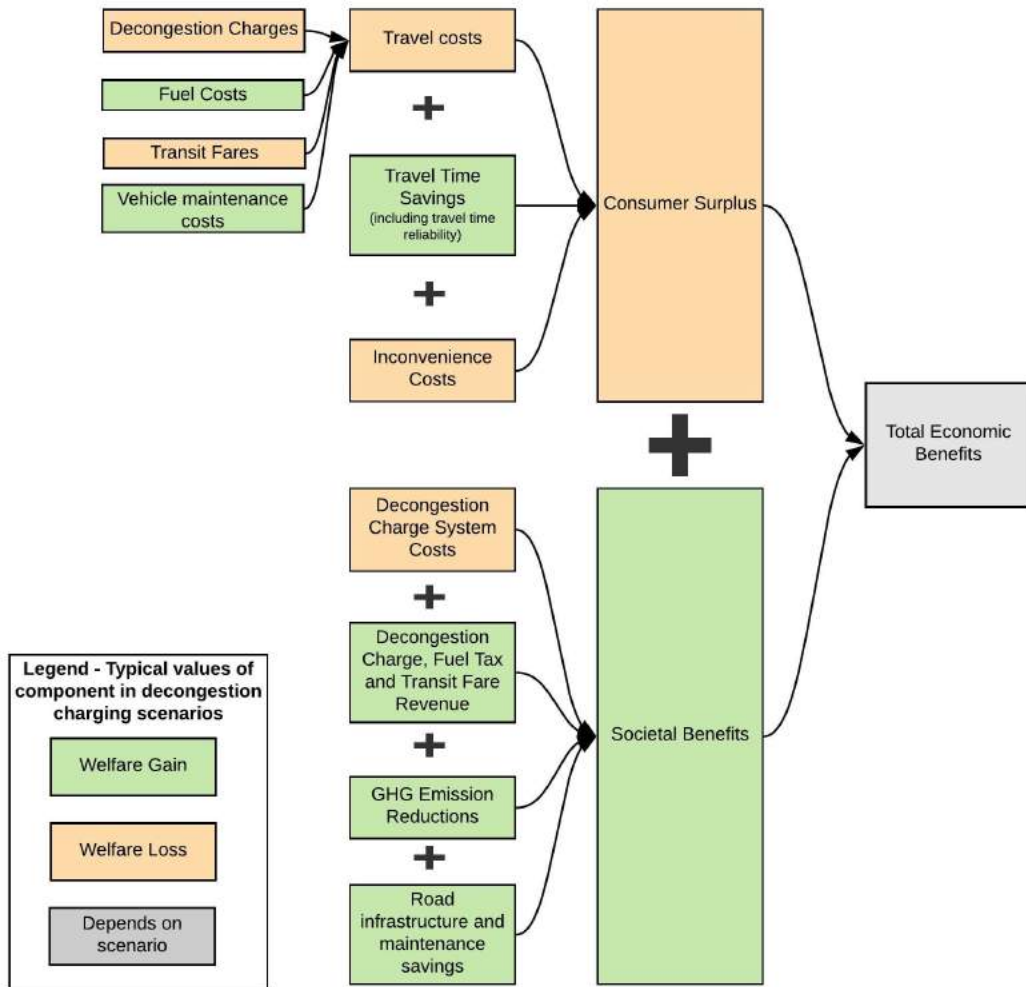 Decongestion Charges
Fuel Costs
Transit Fares
Vehicle maintenance
costs
Travel costs
+
Travel Time
Savings
(including travel time
reliability)
+
Inconvenience
Costs
Consumer Surplus
+
Total Economic
Benefits
Decongestion
Charge System
Costs
+
Decongestion
Charge, Fuel Tax
and Transit Fare
Revenue
+
GHG Emission
Reductions
+
Road
infrastructure and
maintenance
savings
Societal Benefits
Legend - Typical values of
component in decongestion
charging scenarios
Welfare Gain
Welfare Loss
Depends on
scenario